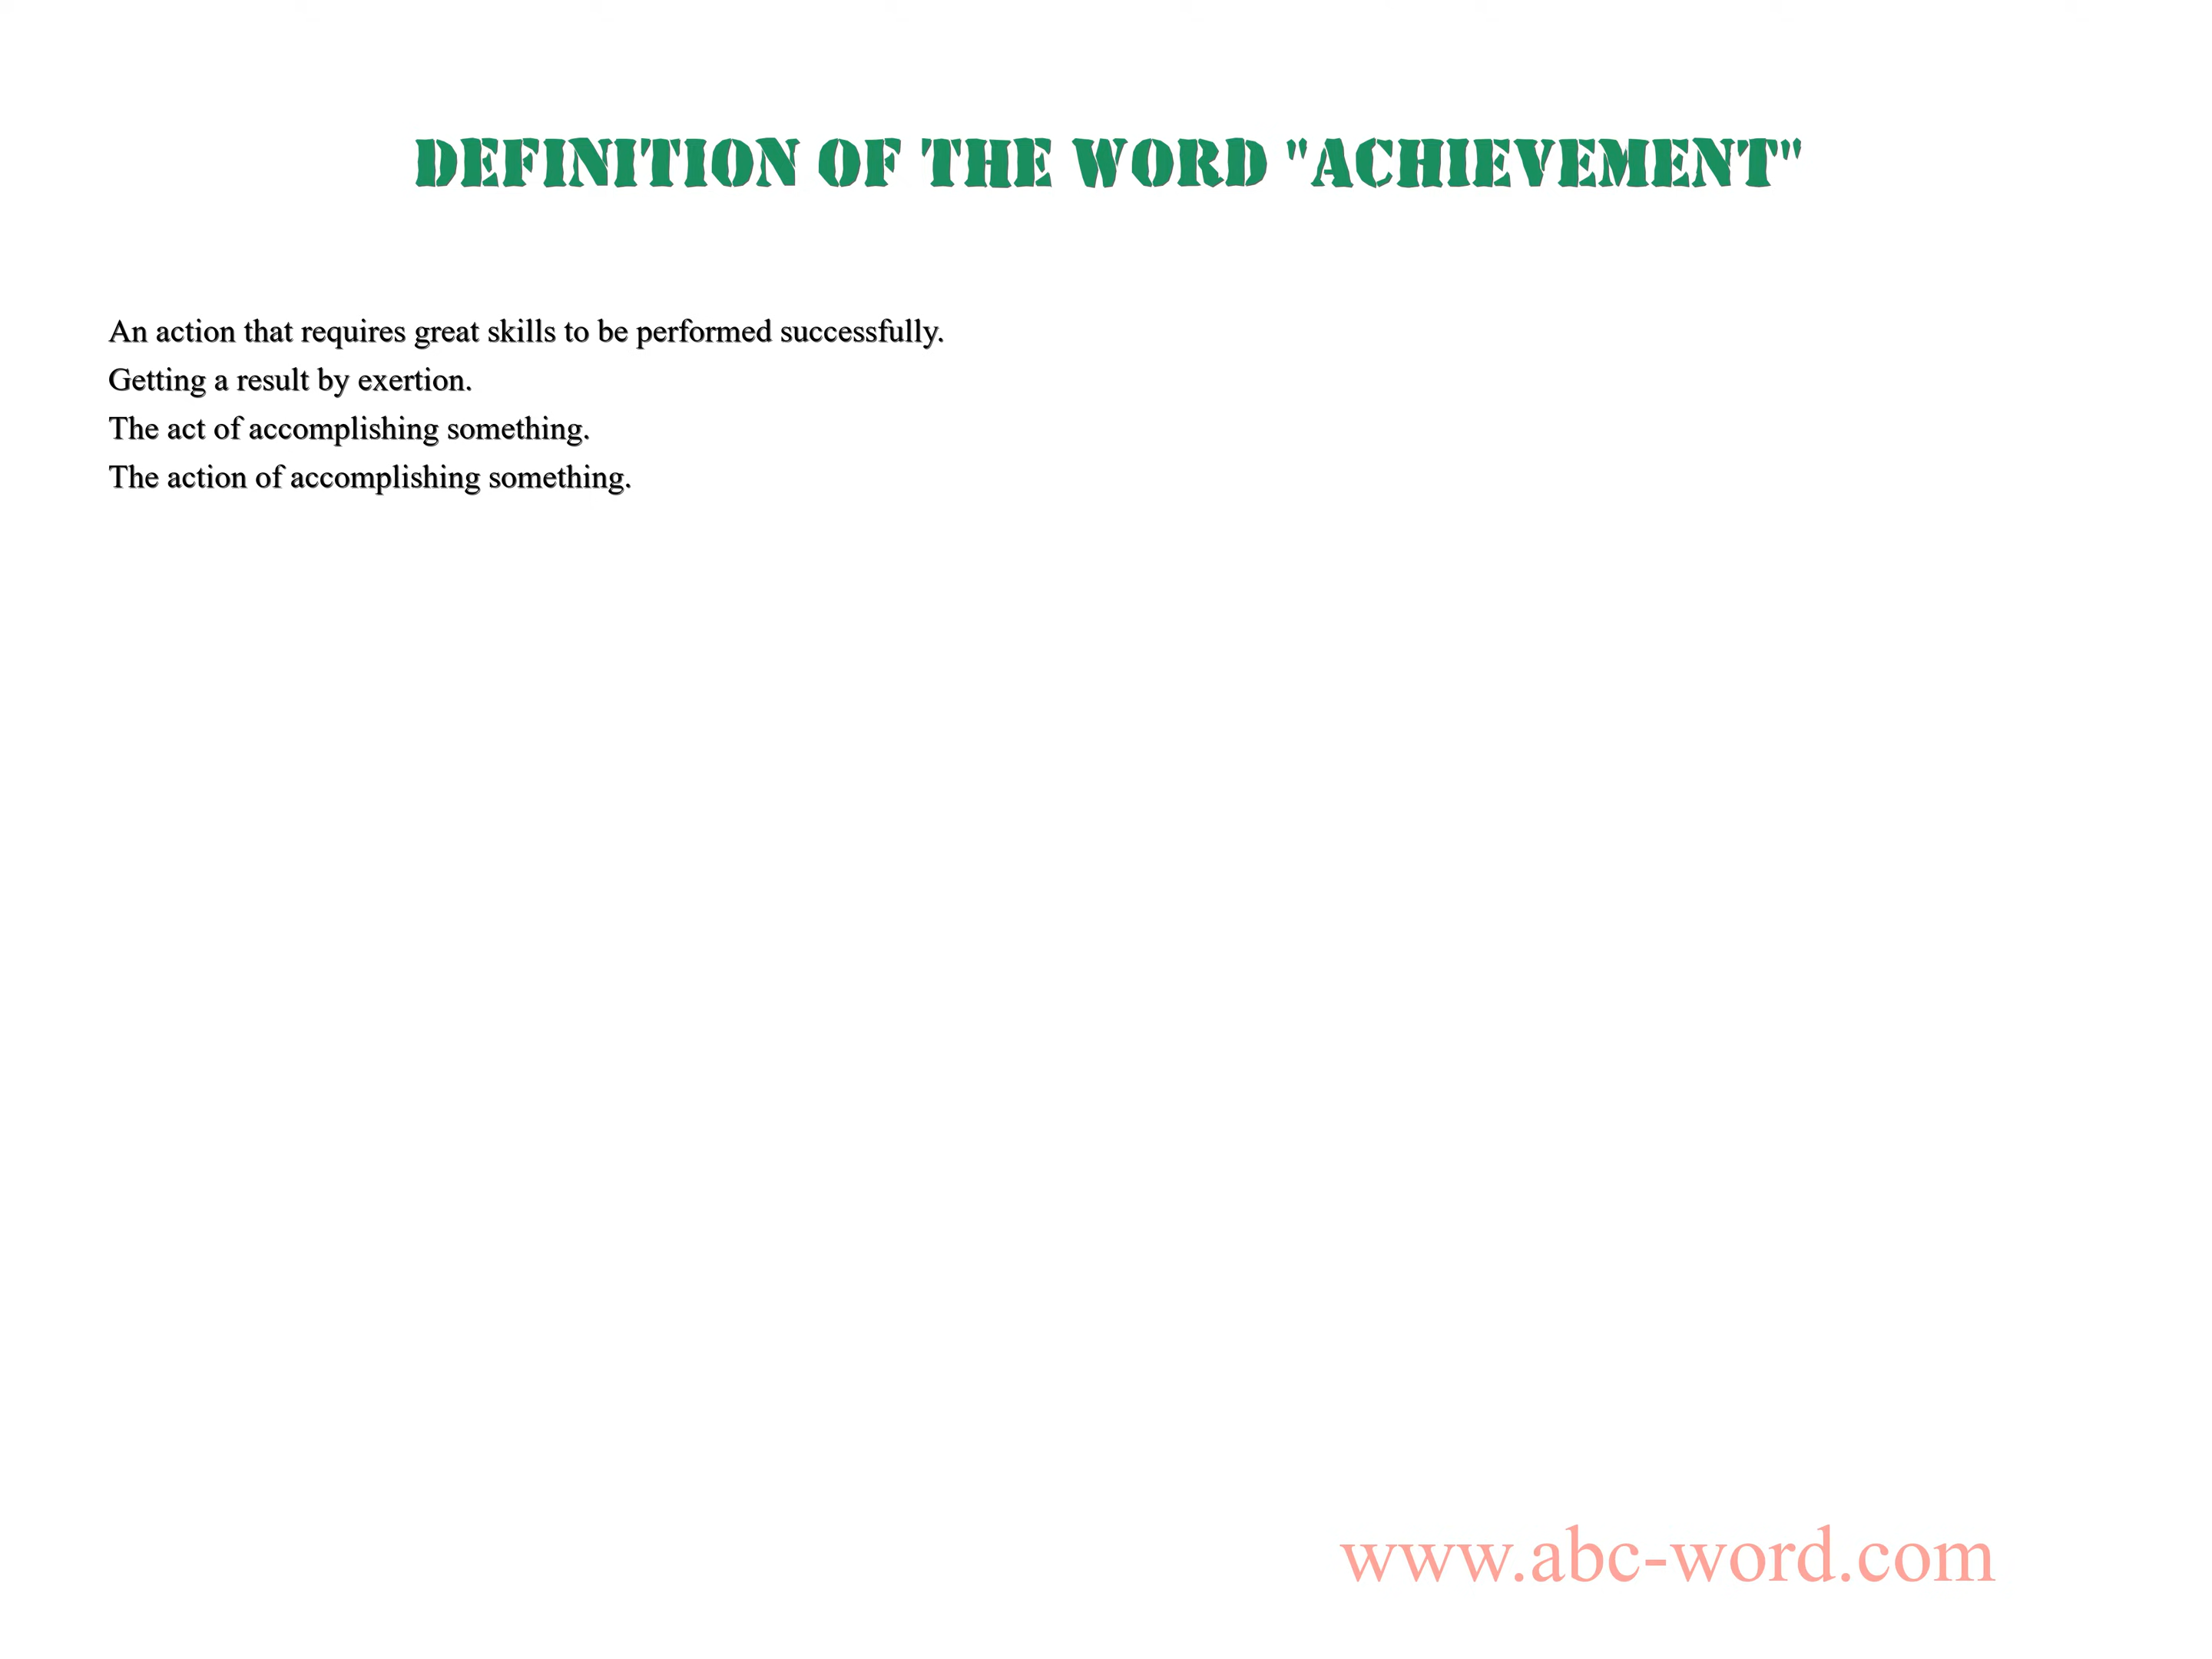 DEFINITION OF THE WORD "ACHIEVEMENT"
An action that requires great skills to be performed successfully.
Getting a result by exertion.
The act of accomplishing something.
The action of accomplishing something.
www.abc-word.com